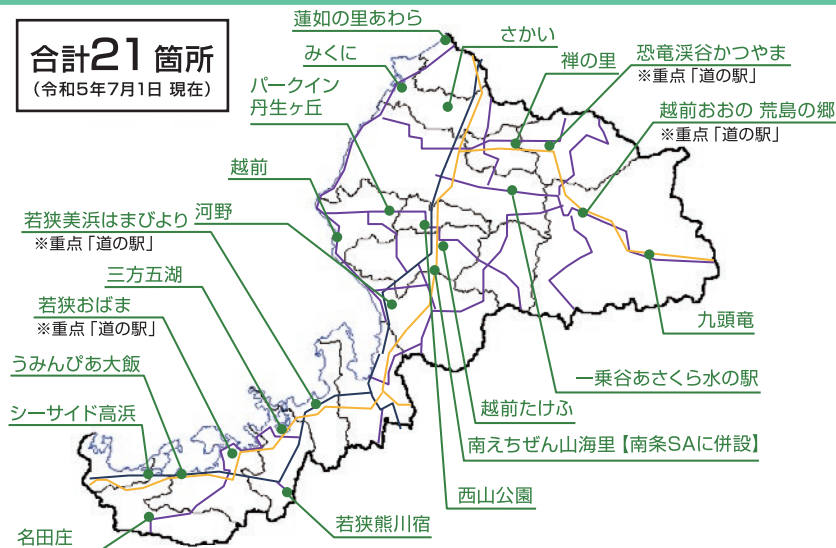 合計21箇所
（令和5年7月1日 現在）
蓮如の里あわら
さかい
みくに
禅の里
恐竜渓谷かつやま
※重点「道の駅」
パークイン
丹生ヶ丘
越前おおの 荒島の郷
※重点「道の駅」
越前
若狭美浜はまびより
※重点「道の駅」
河野
三方五湖
若狭おばま
※重点「道の駅」
九頭竜
うみんぴあ大飯
一乗谷あさくら水の駅
シーサイド高浜
越前たけふ
南えちぜん山海里【南条SAに併設】
西山公園
若狭熊川宿
名田庄